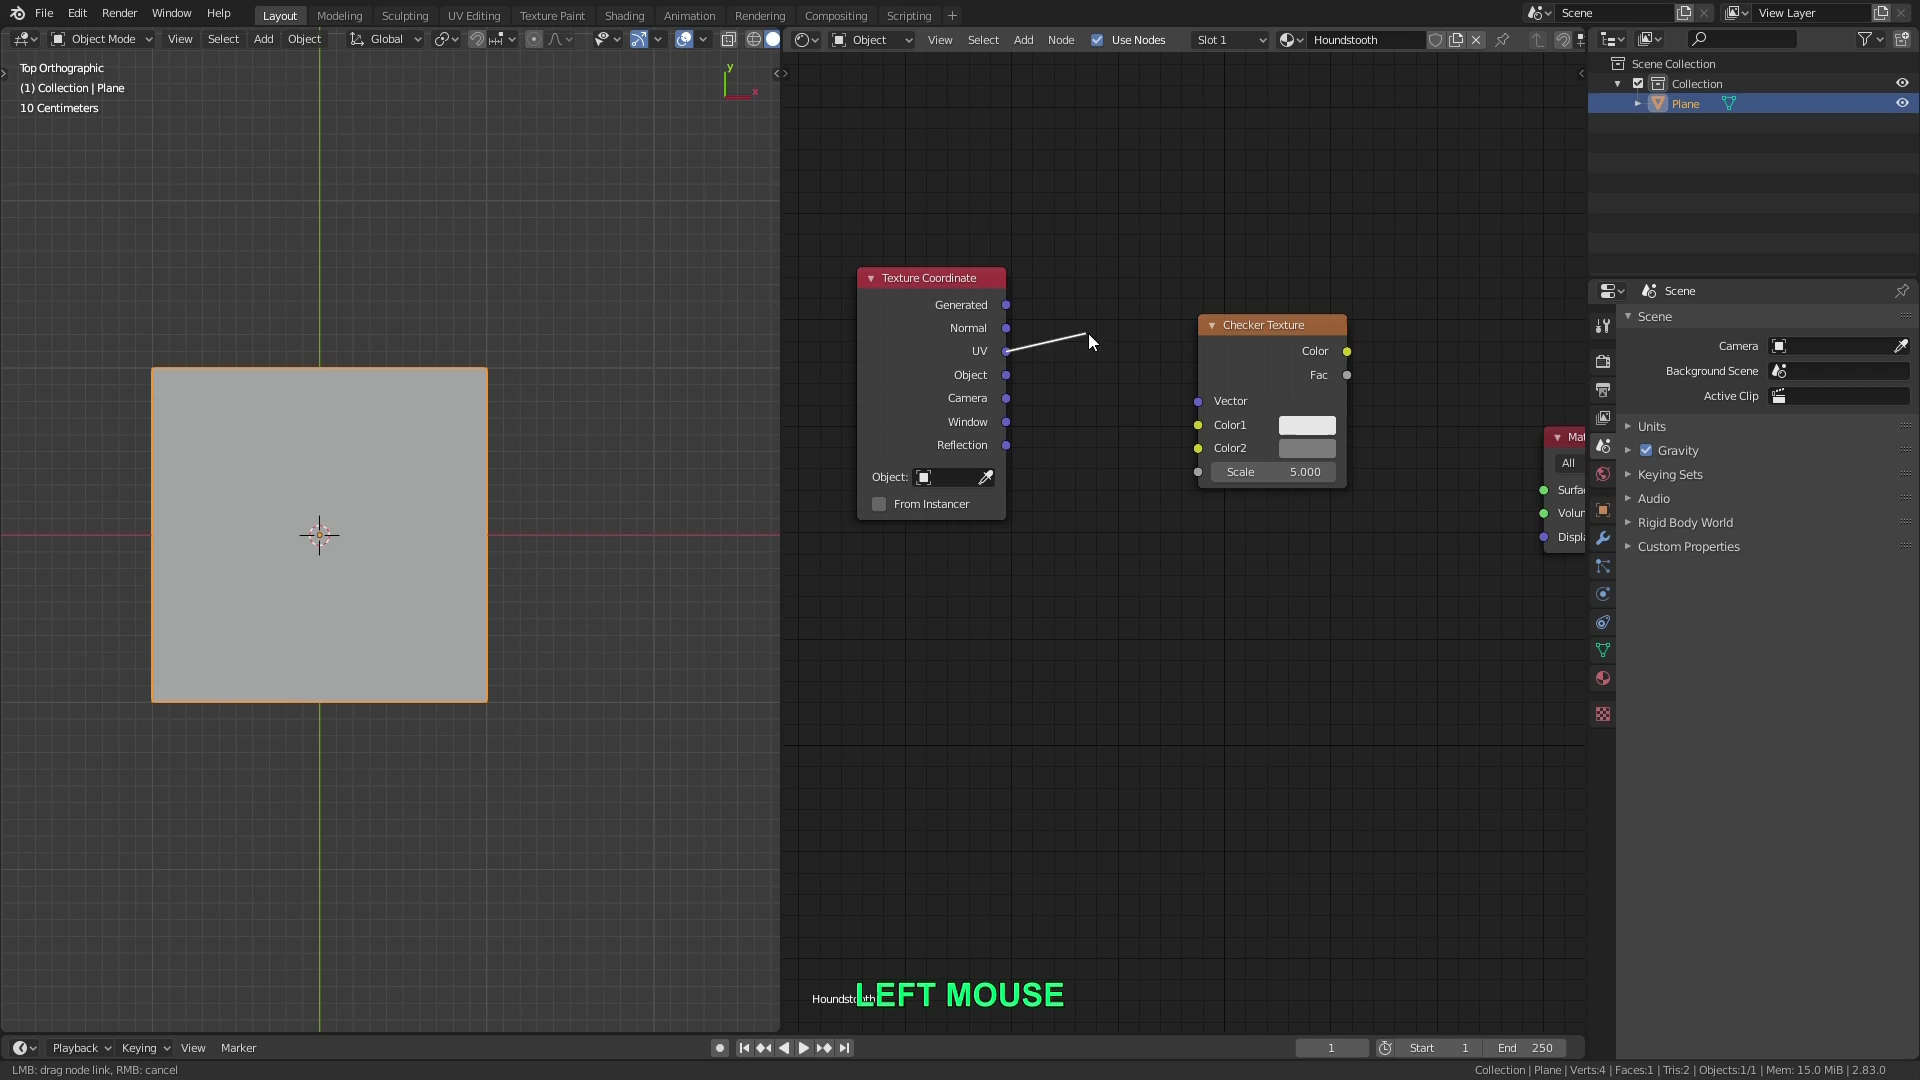 File Edit Render Window Help Layout Modeling Sculpting UV Editing Texture Paint Shading Animation Rendering Compositing Scripting + Scene View Layer
Object Mode View Select Add Object Global Object View Select Add Node Use Nodes Slot 1 Houndstooth
Top Orthographic
(1) Collection | Plane
10 Centimeters
y
x
Texture Coordinate
Generated
Normal
UV
Object
Camera
Window
Reflection
Object:
From Instancer
Checker Texture
Color
Fac
Vector
Color1
Color2
Scale 5.000
Mat
All
Surfac
Volun
Displa
Scene Collection
Collection
Plane
Scene
Scene
Camera
Background Scene
Active Clip
Units
Gravity
Keying Sets
Audio
Rigid Body World
Custom Properties
LEFT MOUSE
Playback Keying View Marker 1 Start 1 End 250
LMB: drag node link, RMB: cancel Collection | Plane | Verts:4 | Faces:1 | Tris:2 | Objects:1/1 | Mem: 15.0 MiB | 2.83.0